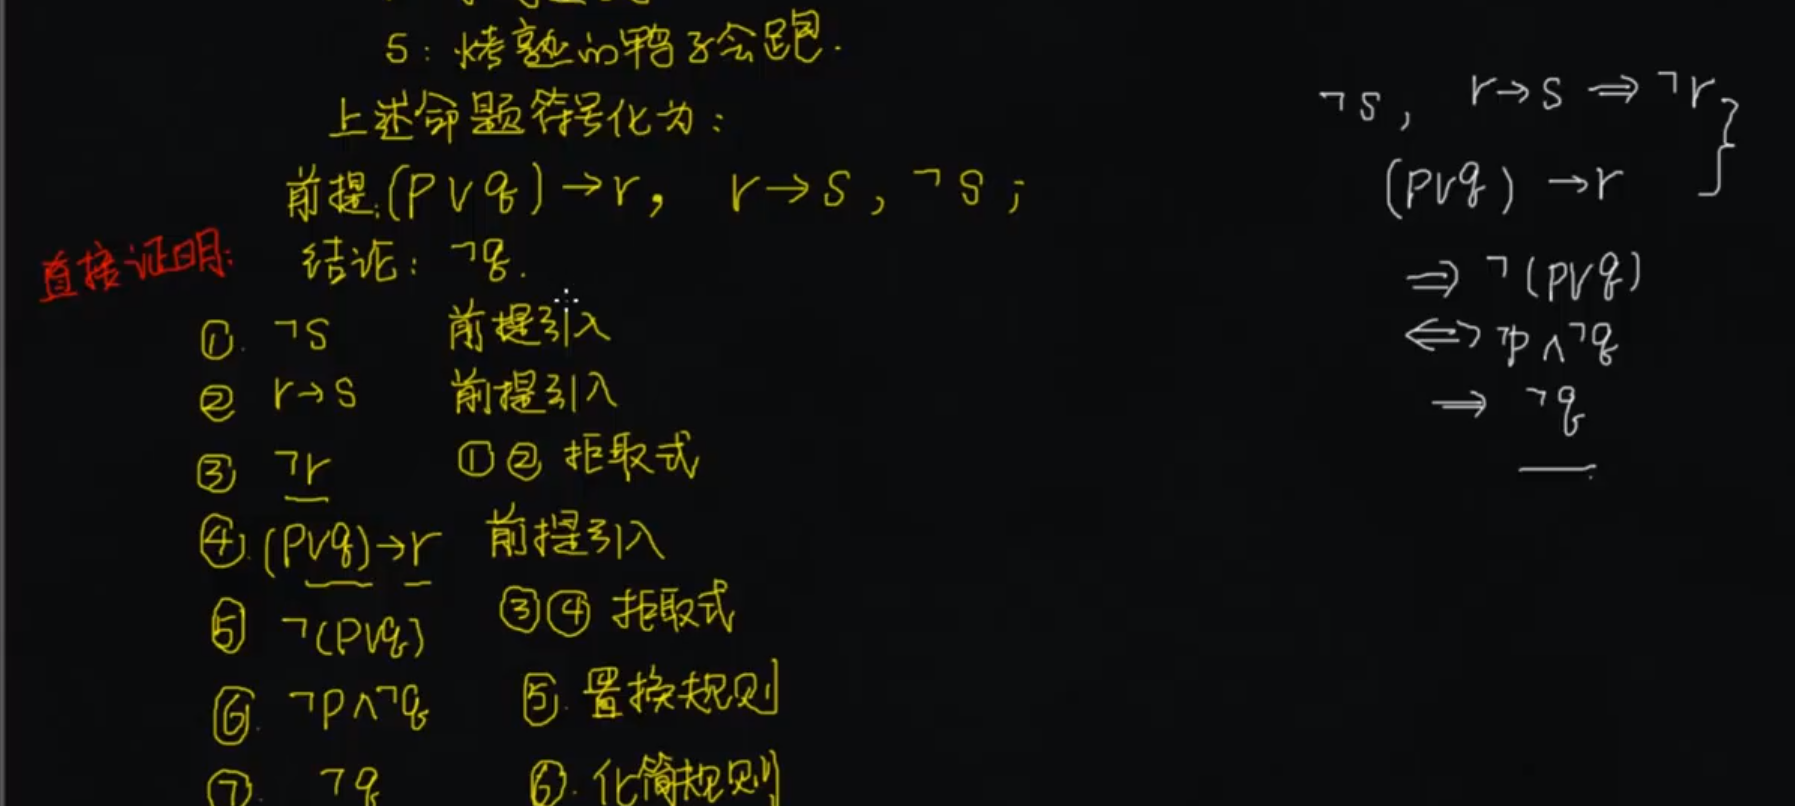 5：烤熟的鸭子会跑.
上述命题符号化为：
前提:(p∨q)→r, r→s, ¬s;
直接证明:
结论: ¬q.
① ¬s 前提引入
② r→s 前提引入
③ ¬r ①② 拒取式
④ (p∨q)→r 前提引入
⑤ ¬(p∨q) ③④ 拒取式
⑥ ¬p∧¬q ⑤ 置换规则
⑦ ¬q ⑥ 化简规则
¬s, r→s ⇒ ¬r
(p∨q) →r
⇒ ¬(p∨q)
⇔ ¬p∧¬q
⇒ ¬q